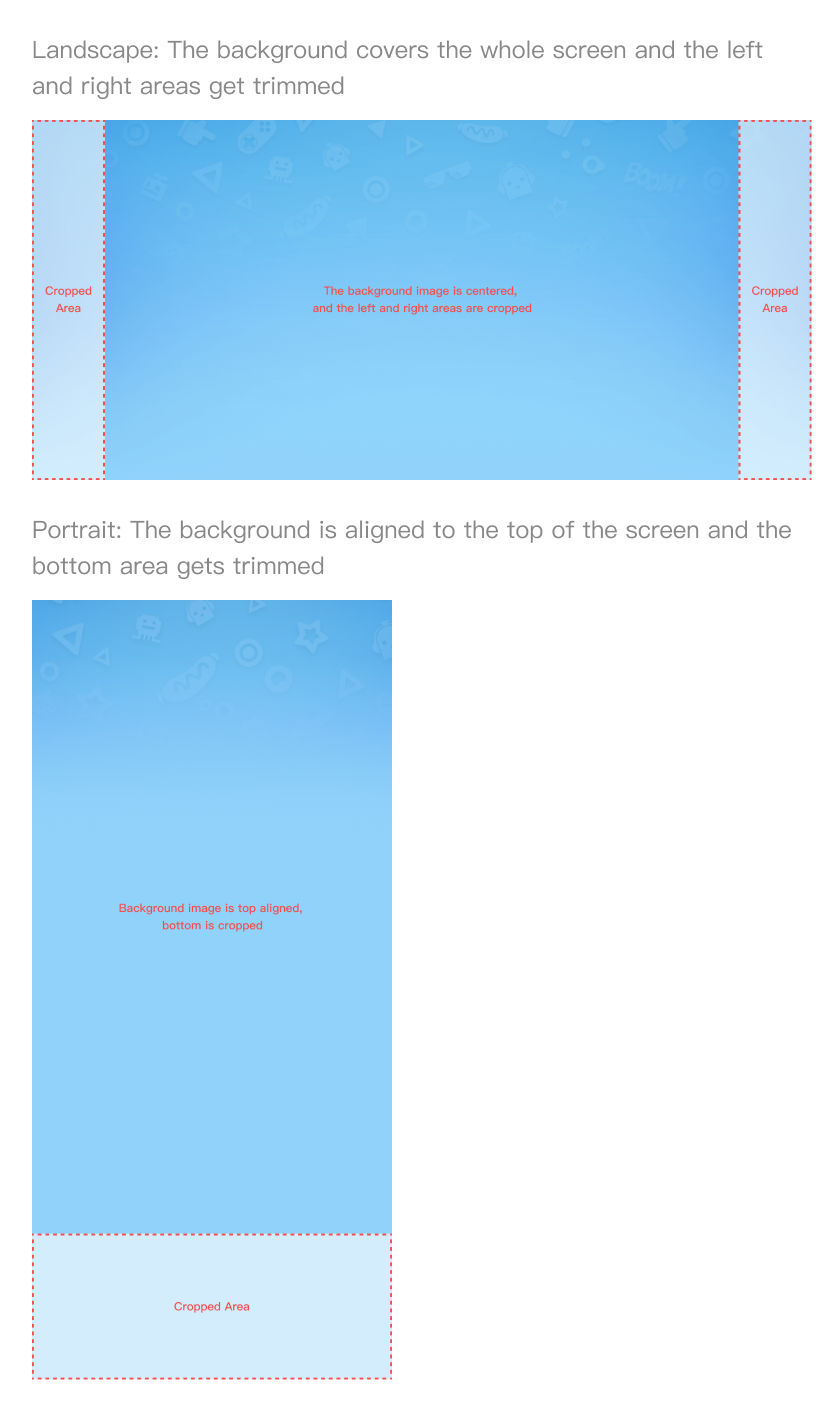 Landscape: The background covers the whole screen and the left
and right areas get trimmed
BOOM!
Cropped
Area
The background image is centered,
and the left and right areas are cropped
Cropped
Area
Portrait: The background is aligned to the top of the screen and the
bottom area gets trimmed
Background image is top aligned,
bottom is cropped
Cropped Area